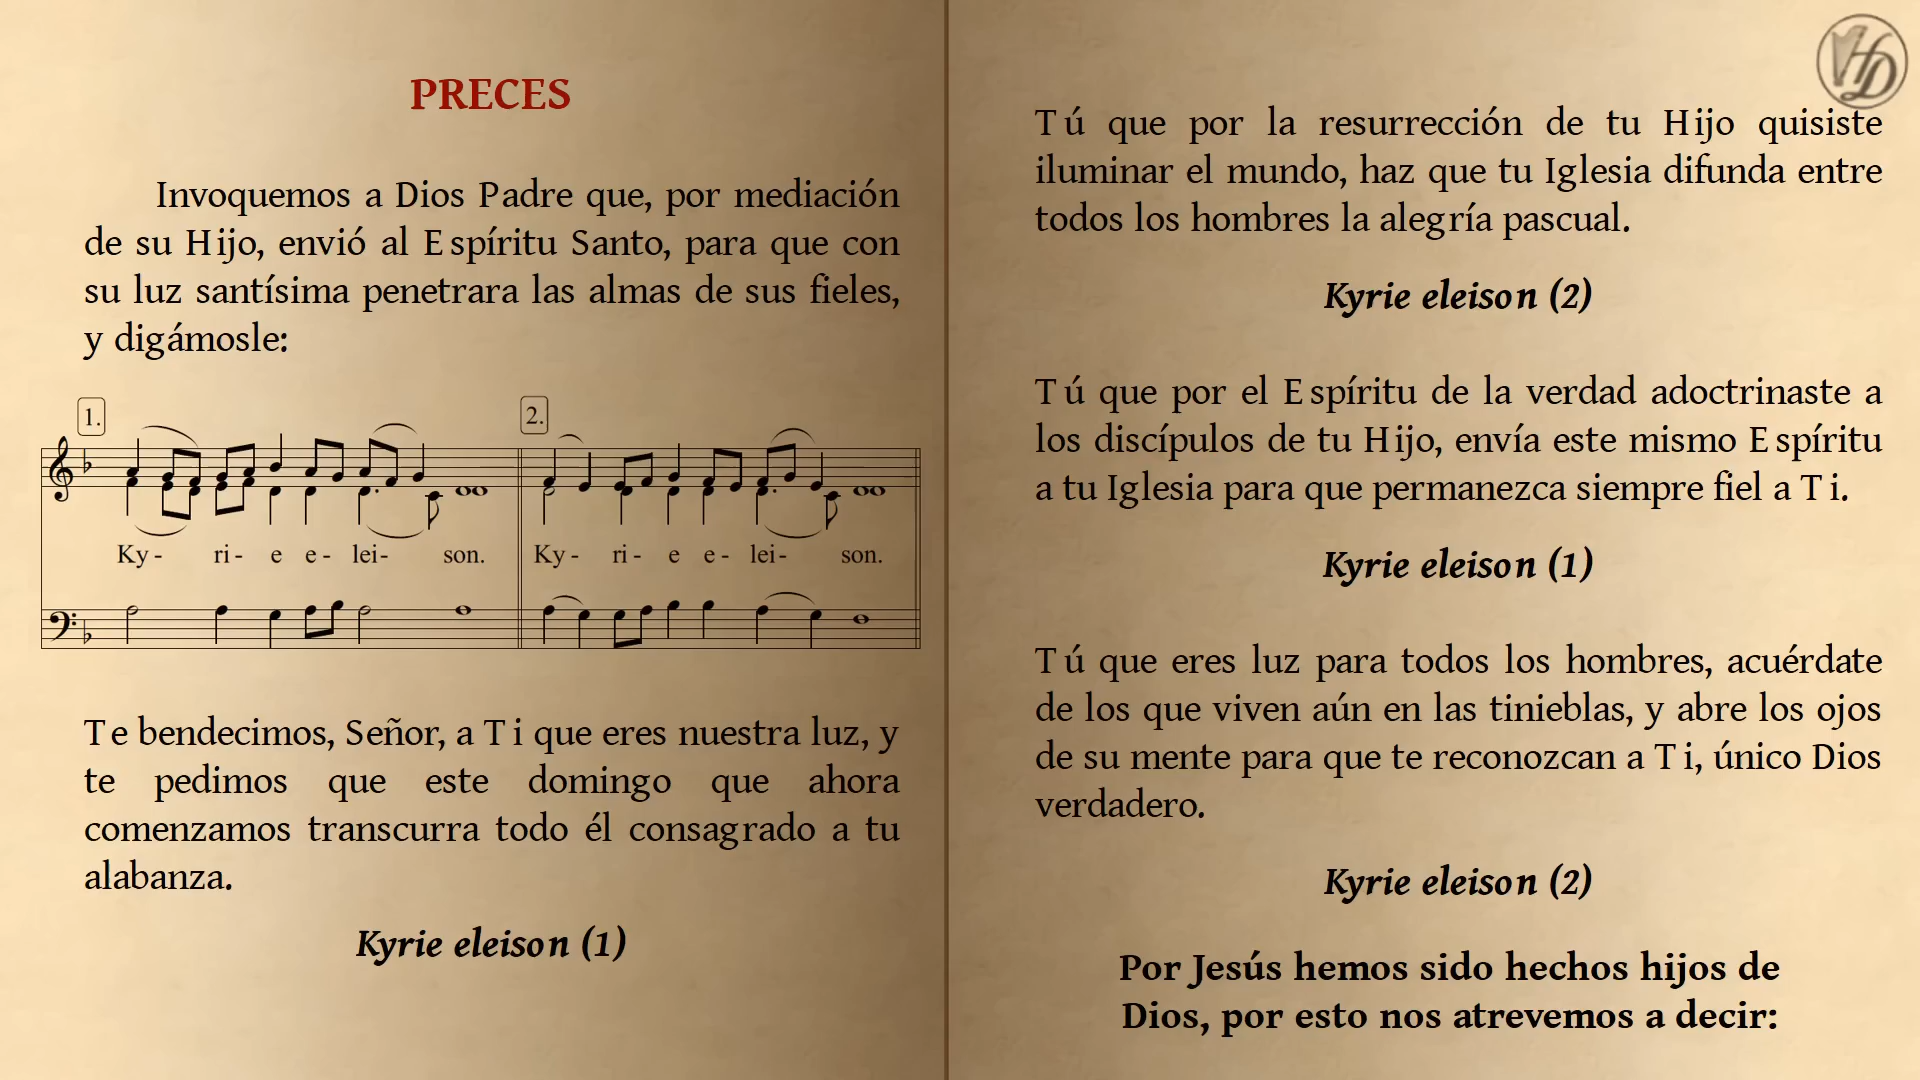 PRECES
Invoquemos a Dios Padre que, por mediación
de su Hijo, envió al Espíritu Santo, para que con
su luz santísima penetrara las almas de sus fieles,
y digámosle:
1. 2.
Ky - ri - e e - lei - son. Ky - ri - e e - lei - son.
Te bendecimos, Señor, a Ti que eres nuestra luz, y
te pedimos que este domingo que ahora
comenzamos transcurra todo él consagrado a tu
alabanza.
Kyrie eleison (1)
HD
Tú que por la resurrección de tu Hijo quisiste
iluminar el mundo, haz que tu Iglesia difunda entre
todos los hombres la alegría pascual.
Kyrie eleison (2)
Tú que por el Espíritu de la verdad adoctrinaste a
los discípulos de tu Hijo, envía este mismo Espíritu
a tu Iglesia para que permanezca siempre fiel a Ti.
Kyrie eleison (1)
Tú que eres luz para todos los hombres, acuérdate
de los que viven aún en las tinieblas, y abre los ojos
de su mente para que te reconozcan a Ti, único Dios
verdadero.
Kyrie eleison (2)
Por Jesús hemos sido hechos hijos de
Dios, por esto nos atrevemos a decir: